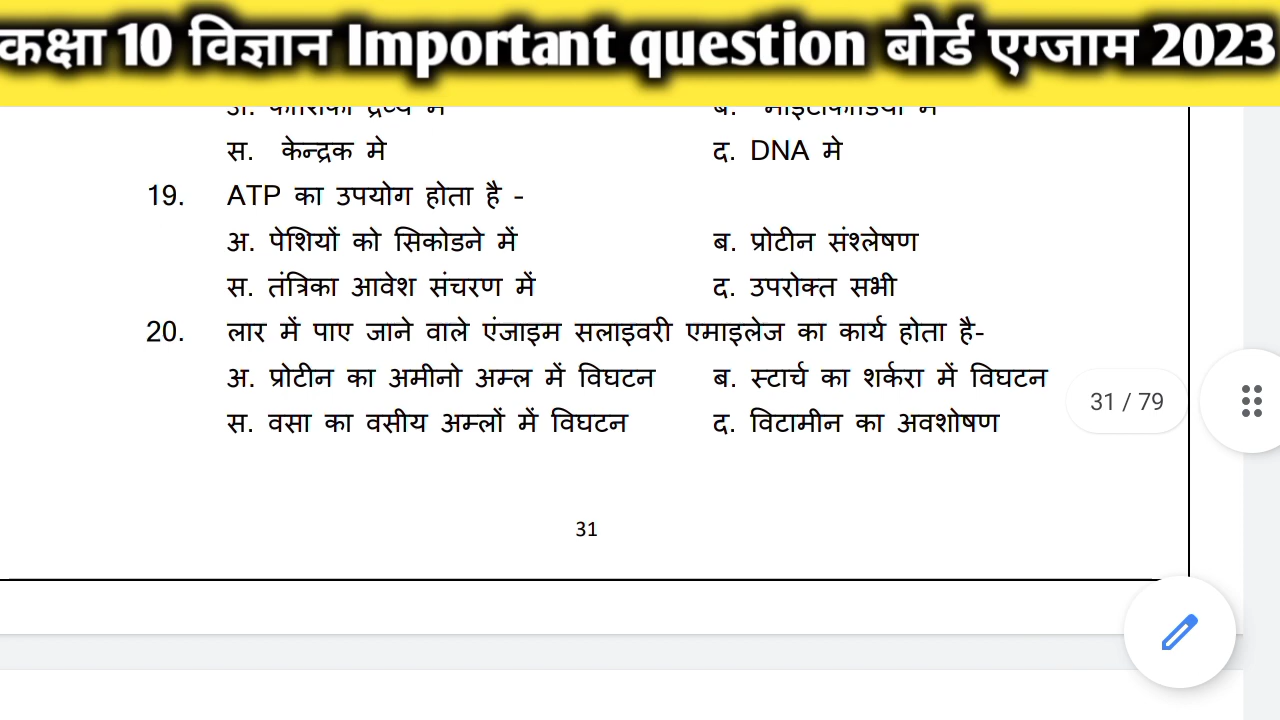 कक्षा 10 विज्ञान Important question बोर्ड एग्जाम 2023
स. केन्द्रक मे द. DNA मे
19. ATP का उपयोग होता है -
अ. पेशियों को सिकोडने में ब. प्रोटीन संश्लेषण
स. तंत्रिका आवेश संचरण में द. उपरोक्त सभी
20. लार में पाए जाने वाले एंजाइम सलाइवरी एमाइलेज का कार्य होता है-
अ. प्रोटीन का अमीनो अम्ल में विघटन ब. स्टार्च का शर्करा में विघटन
31 / 79
स. वसा का वसीय अम्लों में विघटन द. विटामीन का अवशोषण
31